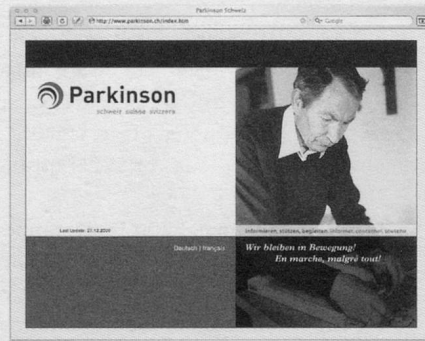 Parkinson Schweiz
http://www.parkinson.ch/index.htm
Google
Parkinson
schweiz suisse svizzera
Last update: 21.12.2009
informieren, stützen, begleiten.
Deutsch | français
Wir bleiben in Bewegung!
En marche, malgré tout!